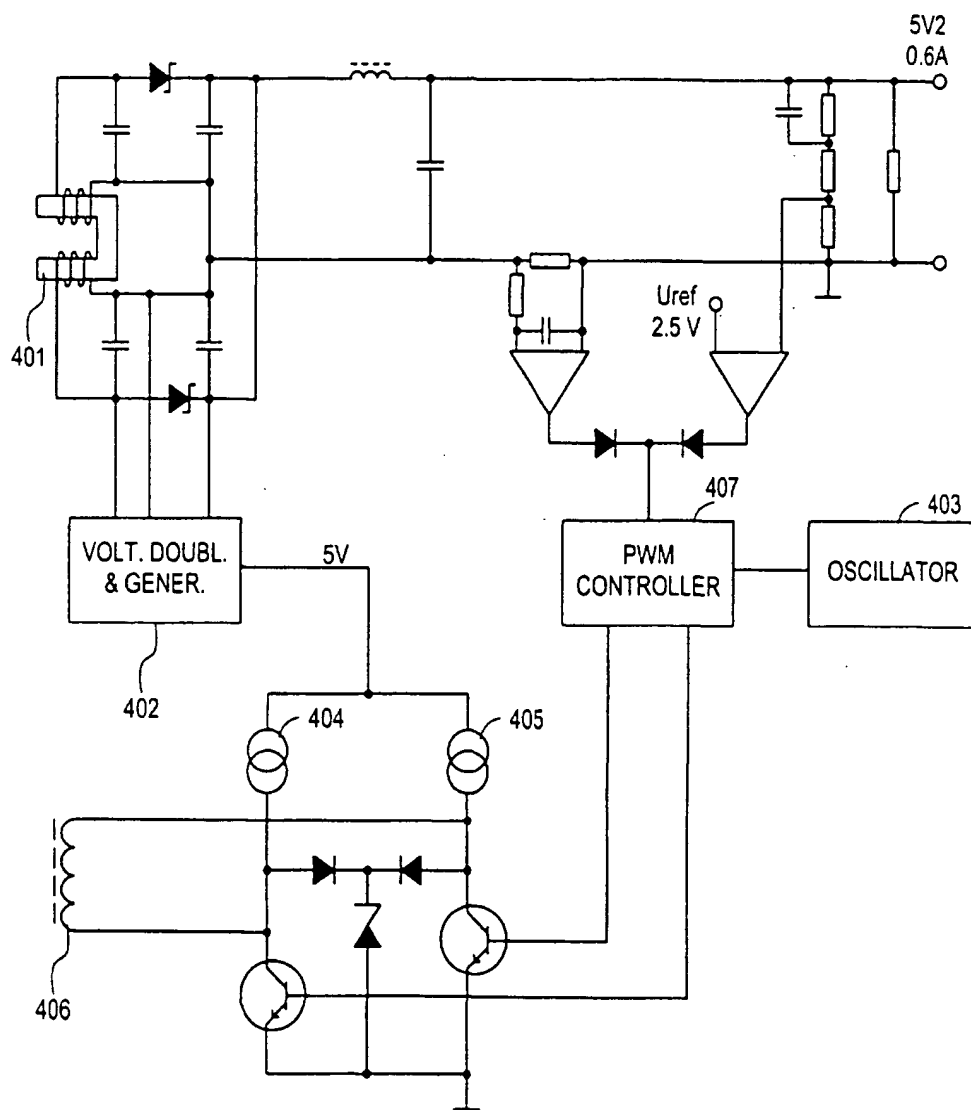 5V2
0.6A
401
Uref
2.5 V
407
403
VOLT. DOUBL.
& GENER.
5V
PWM
CONTROLLER
OSCILLATOR
402
404
405
406